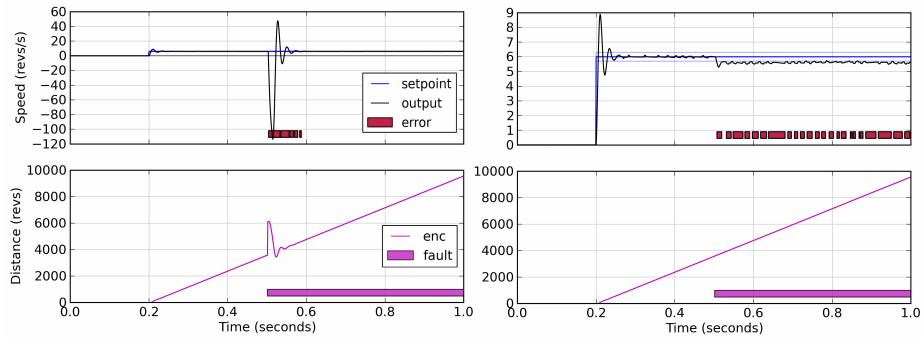 60
40
20
0
−20
−40
−60
−80
−100
−120
Speed (revs/s)
setpoint
output
error
9
8
7
6
5
4
3
2
1
0
10000
8000
6000
4000
2000
0
Distance (revs)
enc
fault
0.0 0.2 0.4 0.6 0.8 1.0
Time (seconds)
10000
8000
6000
4000
2000
0
0.0 0.2 0.4 0.6 0.8 1.0
Time (seconds)